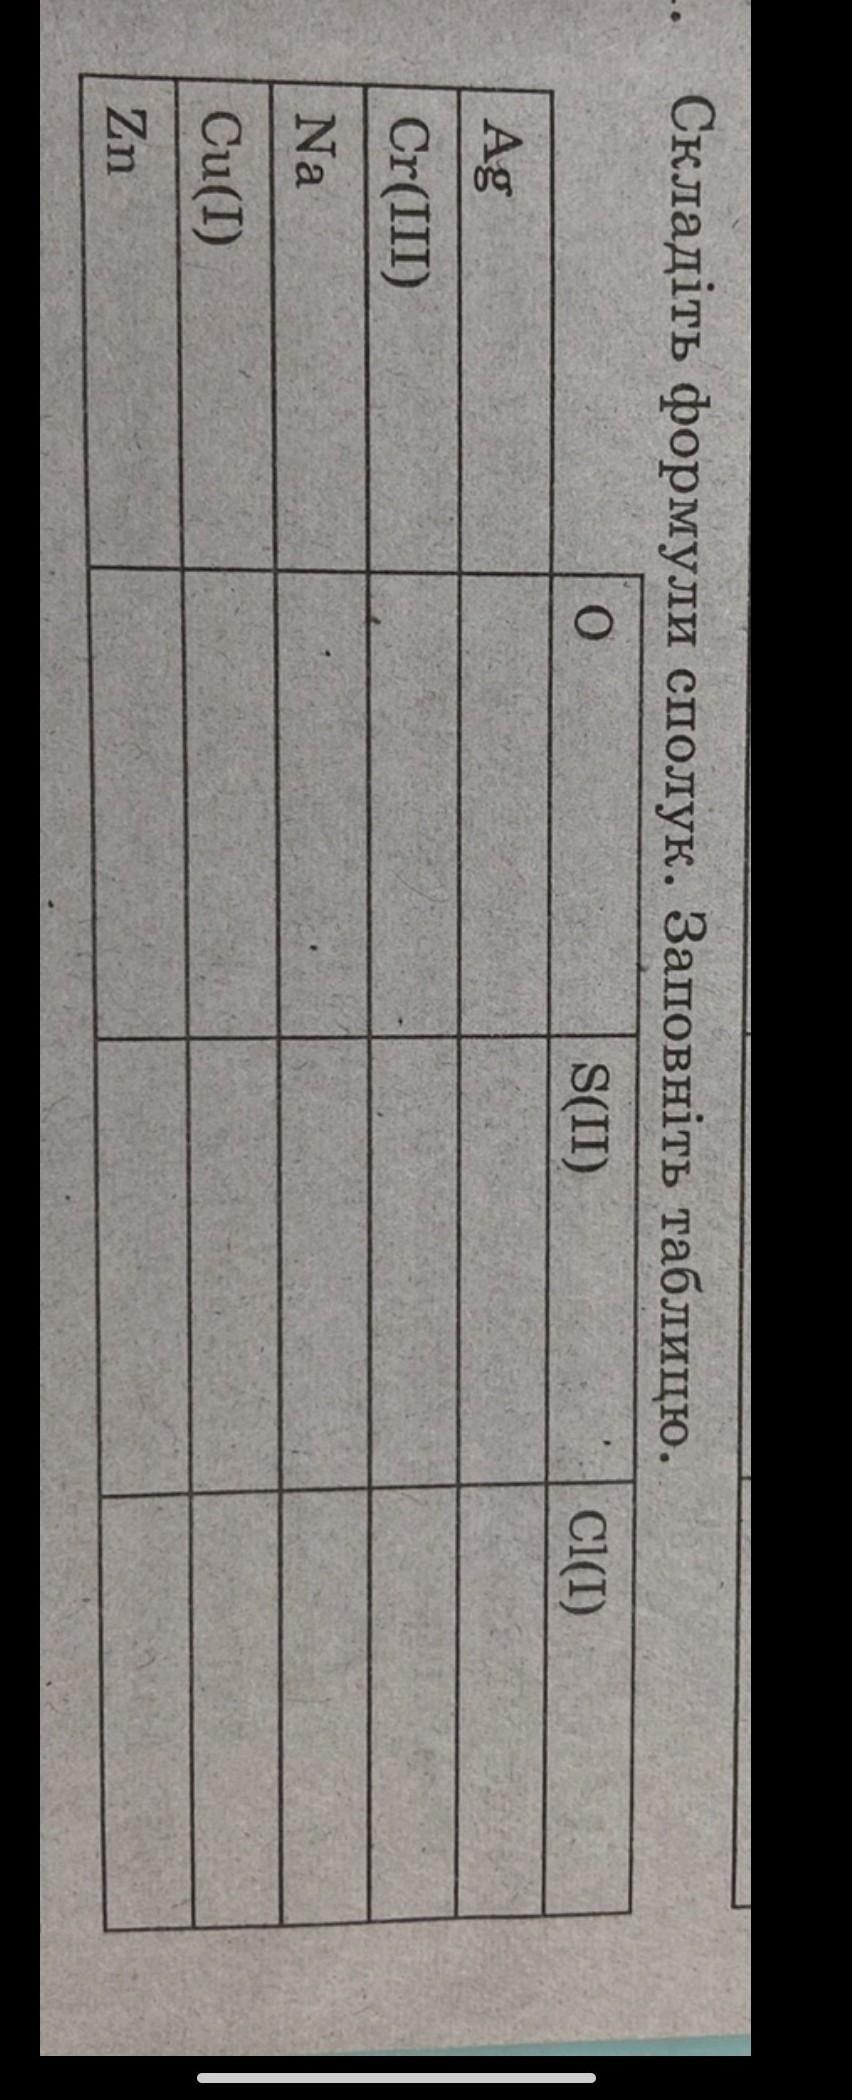 Складіть формули сполук. Заповніть таблицю.
O S(II) Cl(I)
Ag
Cr(III)
Na
Cu(I)
Zn